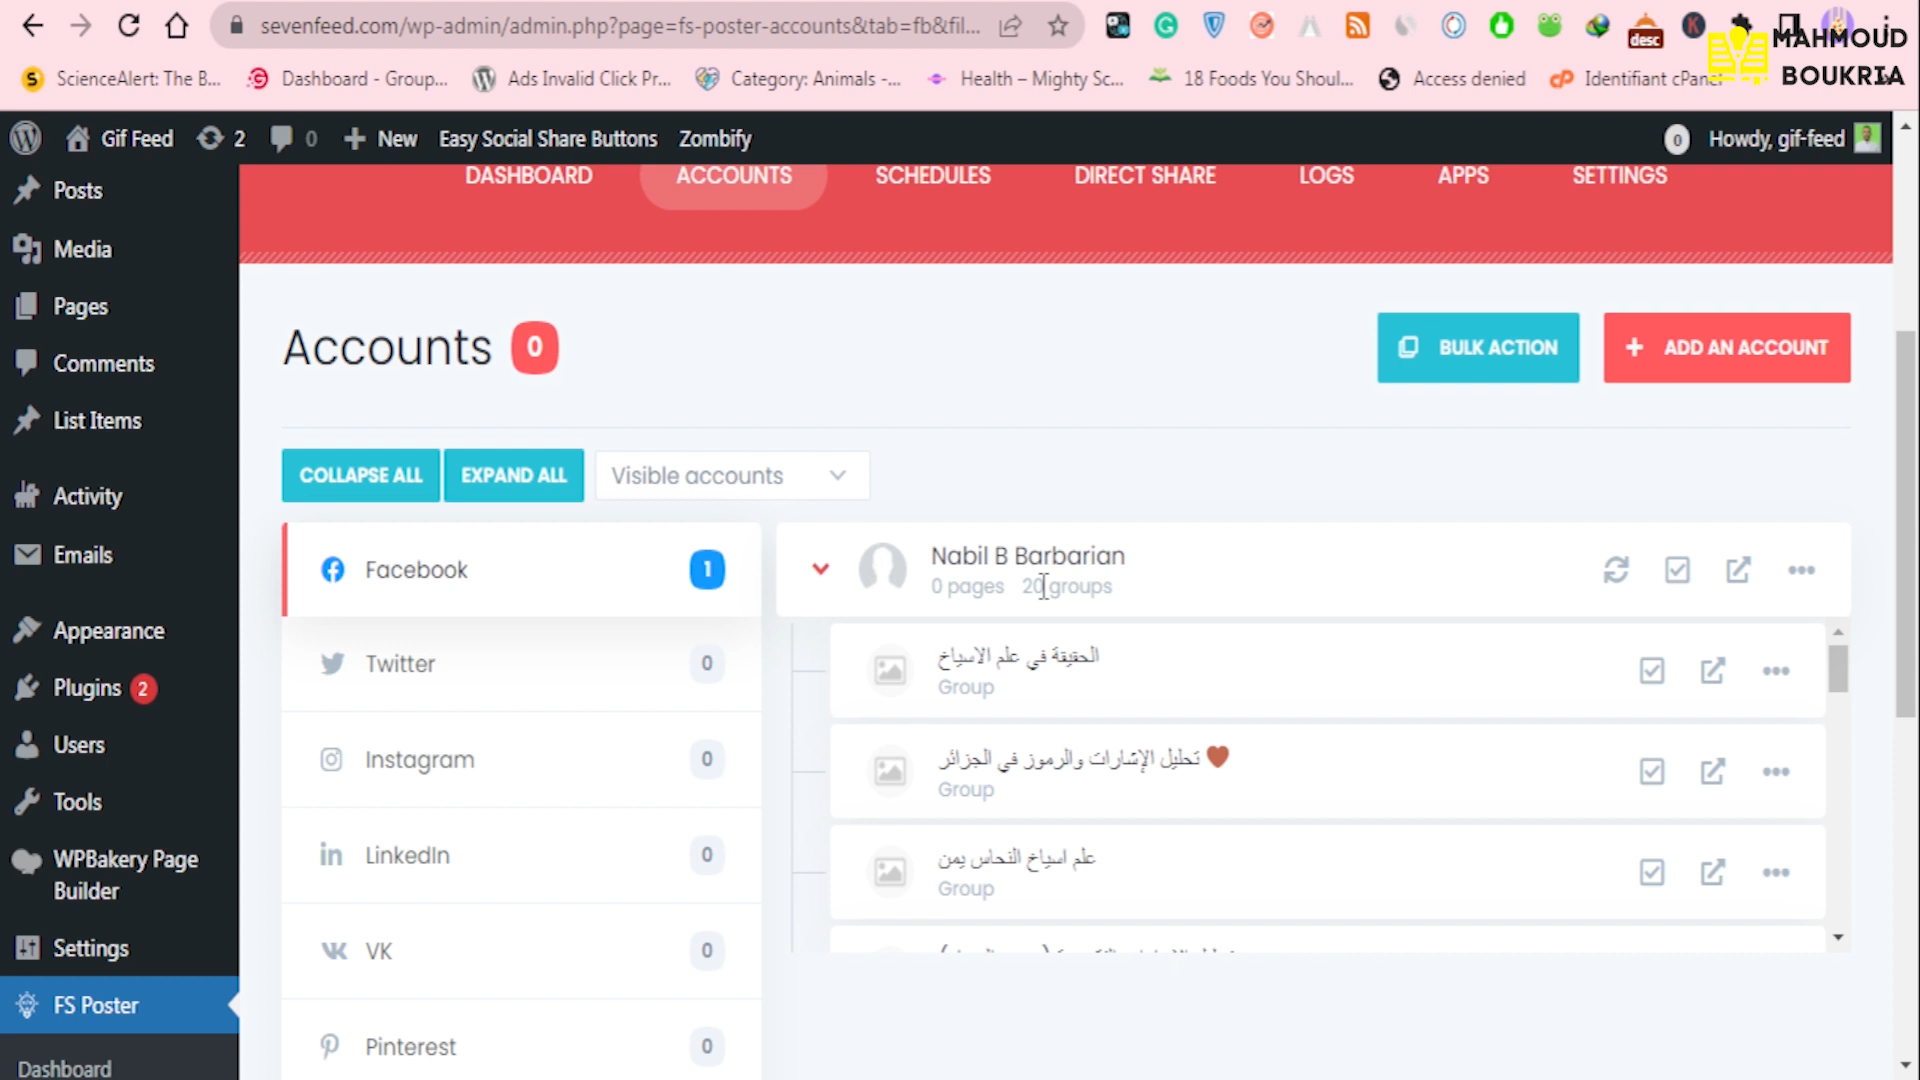 sevenfeed.com/wp-admin/admin.php?page=fs-poster-accounts&tab=fb&fil...
desc
K
MAHMOUD
BOUKRIA
ScienceAlert: The B...
Dashboard - Group...
Ads Invalid Click Pr...
Category: Animals -...
Health – Mighty Sc...
18 Foods You Shoul...
Access denied
Identifiant cPanel
Gif Feed
2
0
New
Easy Social Share Buttons
Zombify
0
Howdy, gif-feed
Posts
Media
Pages
Comments
List Items
Activity
Emails
Appearance
Plugins 2
Users
Tools
WPBakery Page
Builder
Settings
FS Poster
Dashboard
DASHBOARD
ACCOUNTS
SCHEDULES
DIRECT SHARE
LOGS
APPS
SETTINGS
Accounts 0
BULK ACTION
+ ADD AN ACCOUNT
COLLAPSE ALL
EXPAND ALL
Visible accounts
Facebook 1
Twitter 0
Instagram 0
LinkedIn 0
VK 0
Pinterest 0
Nabil B Barbarian
0 pages 20 groups
الحقيقة في علم الاسياخ
Group
تحليل الإشارات والرموز في الجزائر ♥
Group
علم اسياخ النحاس يمن
Group